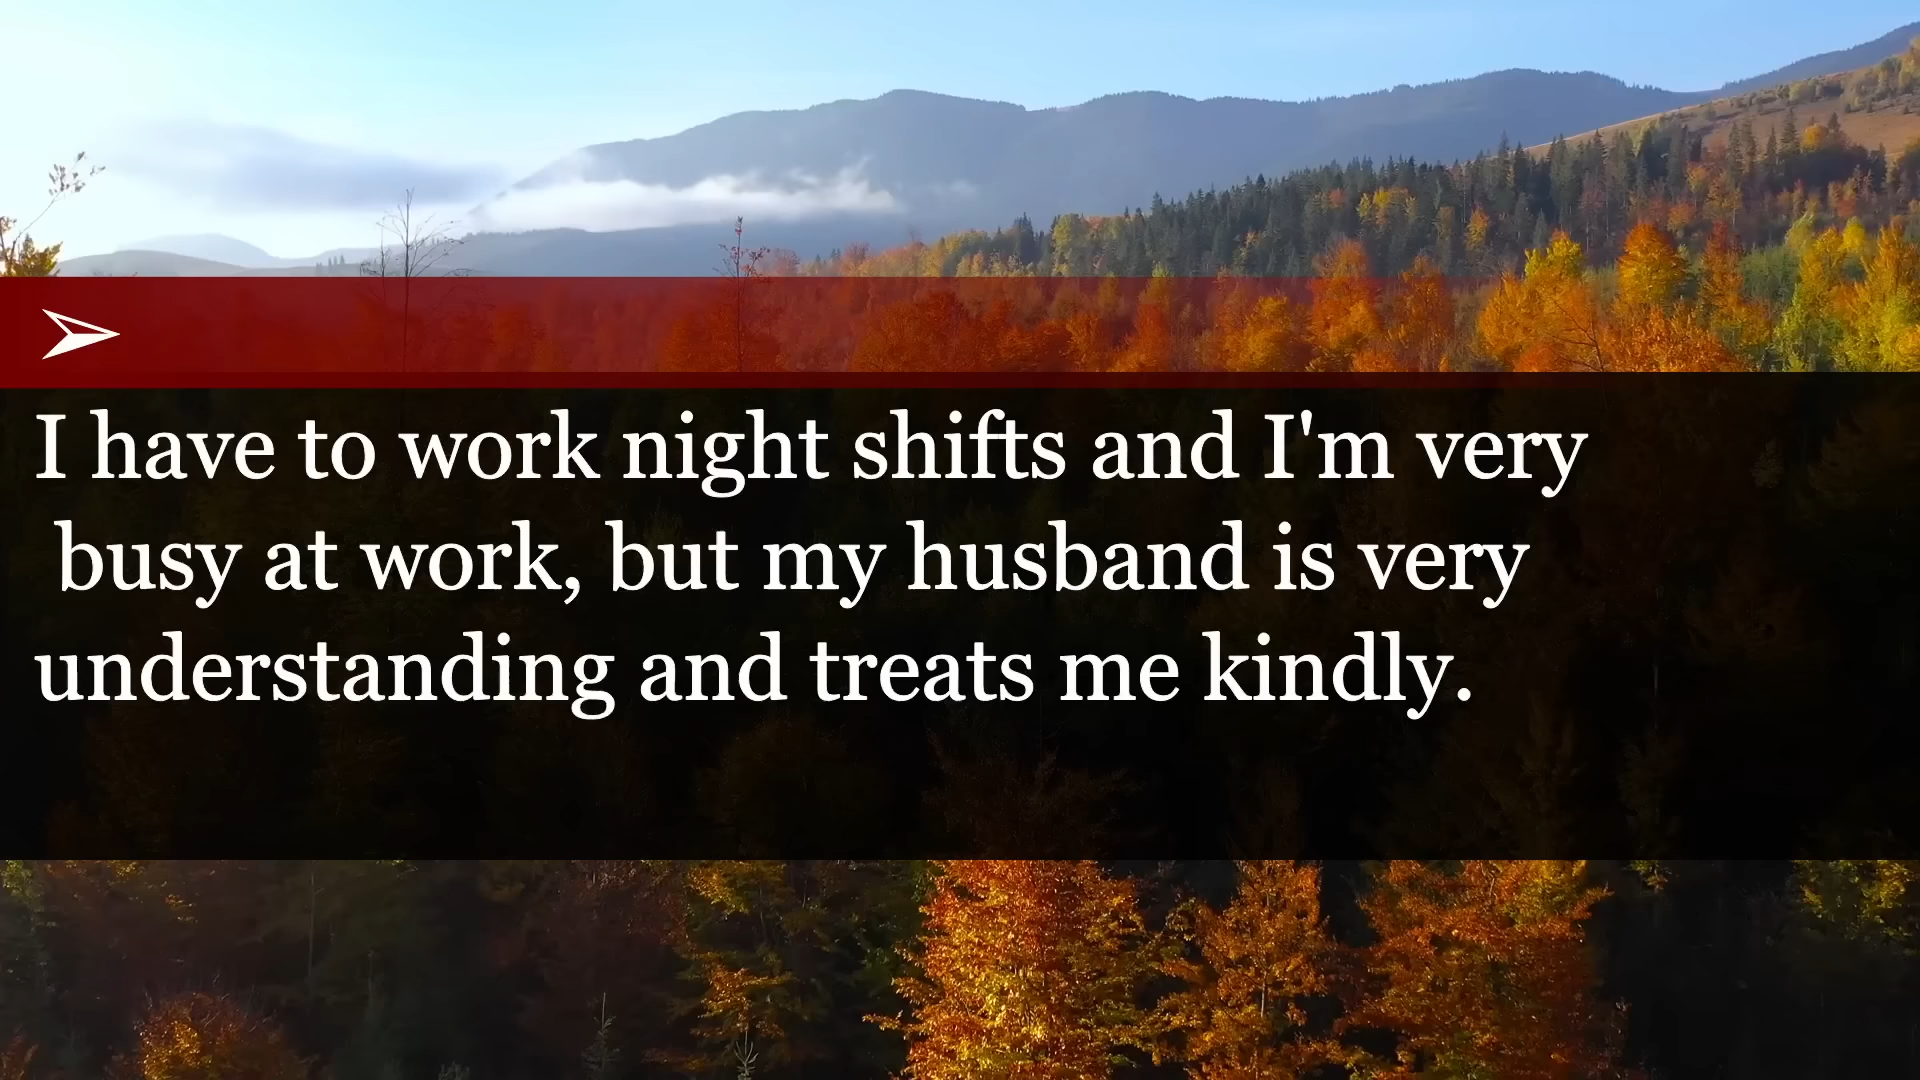 I have to work night shifts and I'm very
busy at work, but my husband is very
understanding and treats me kindly.